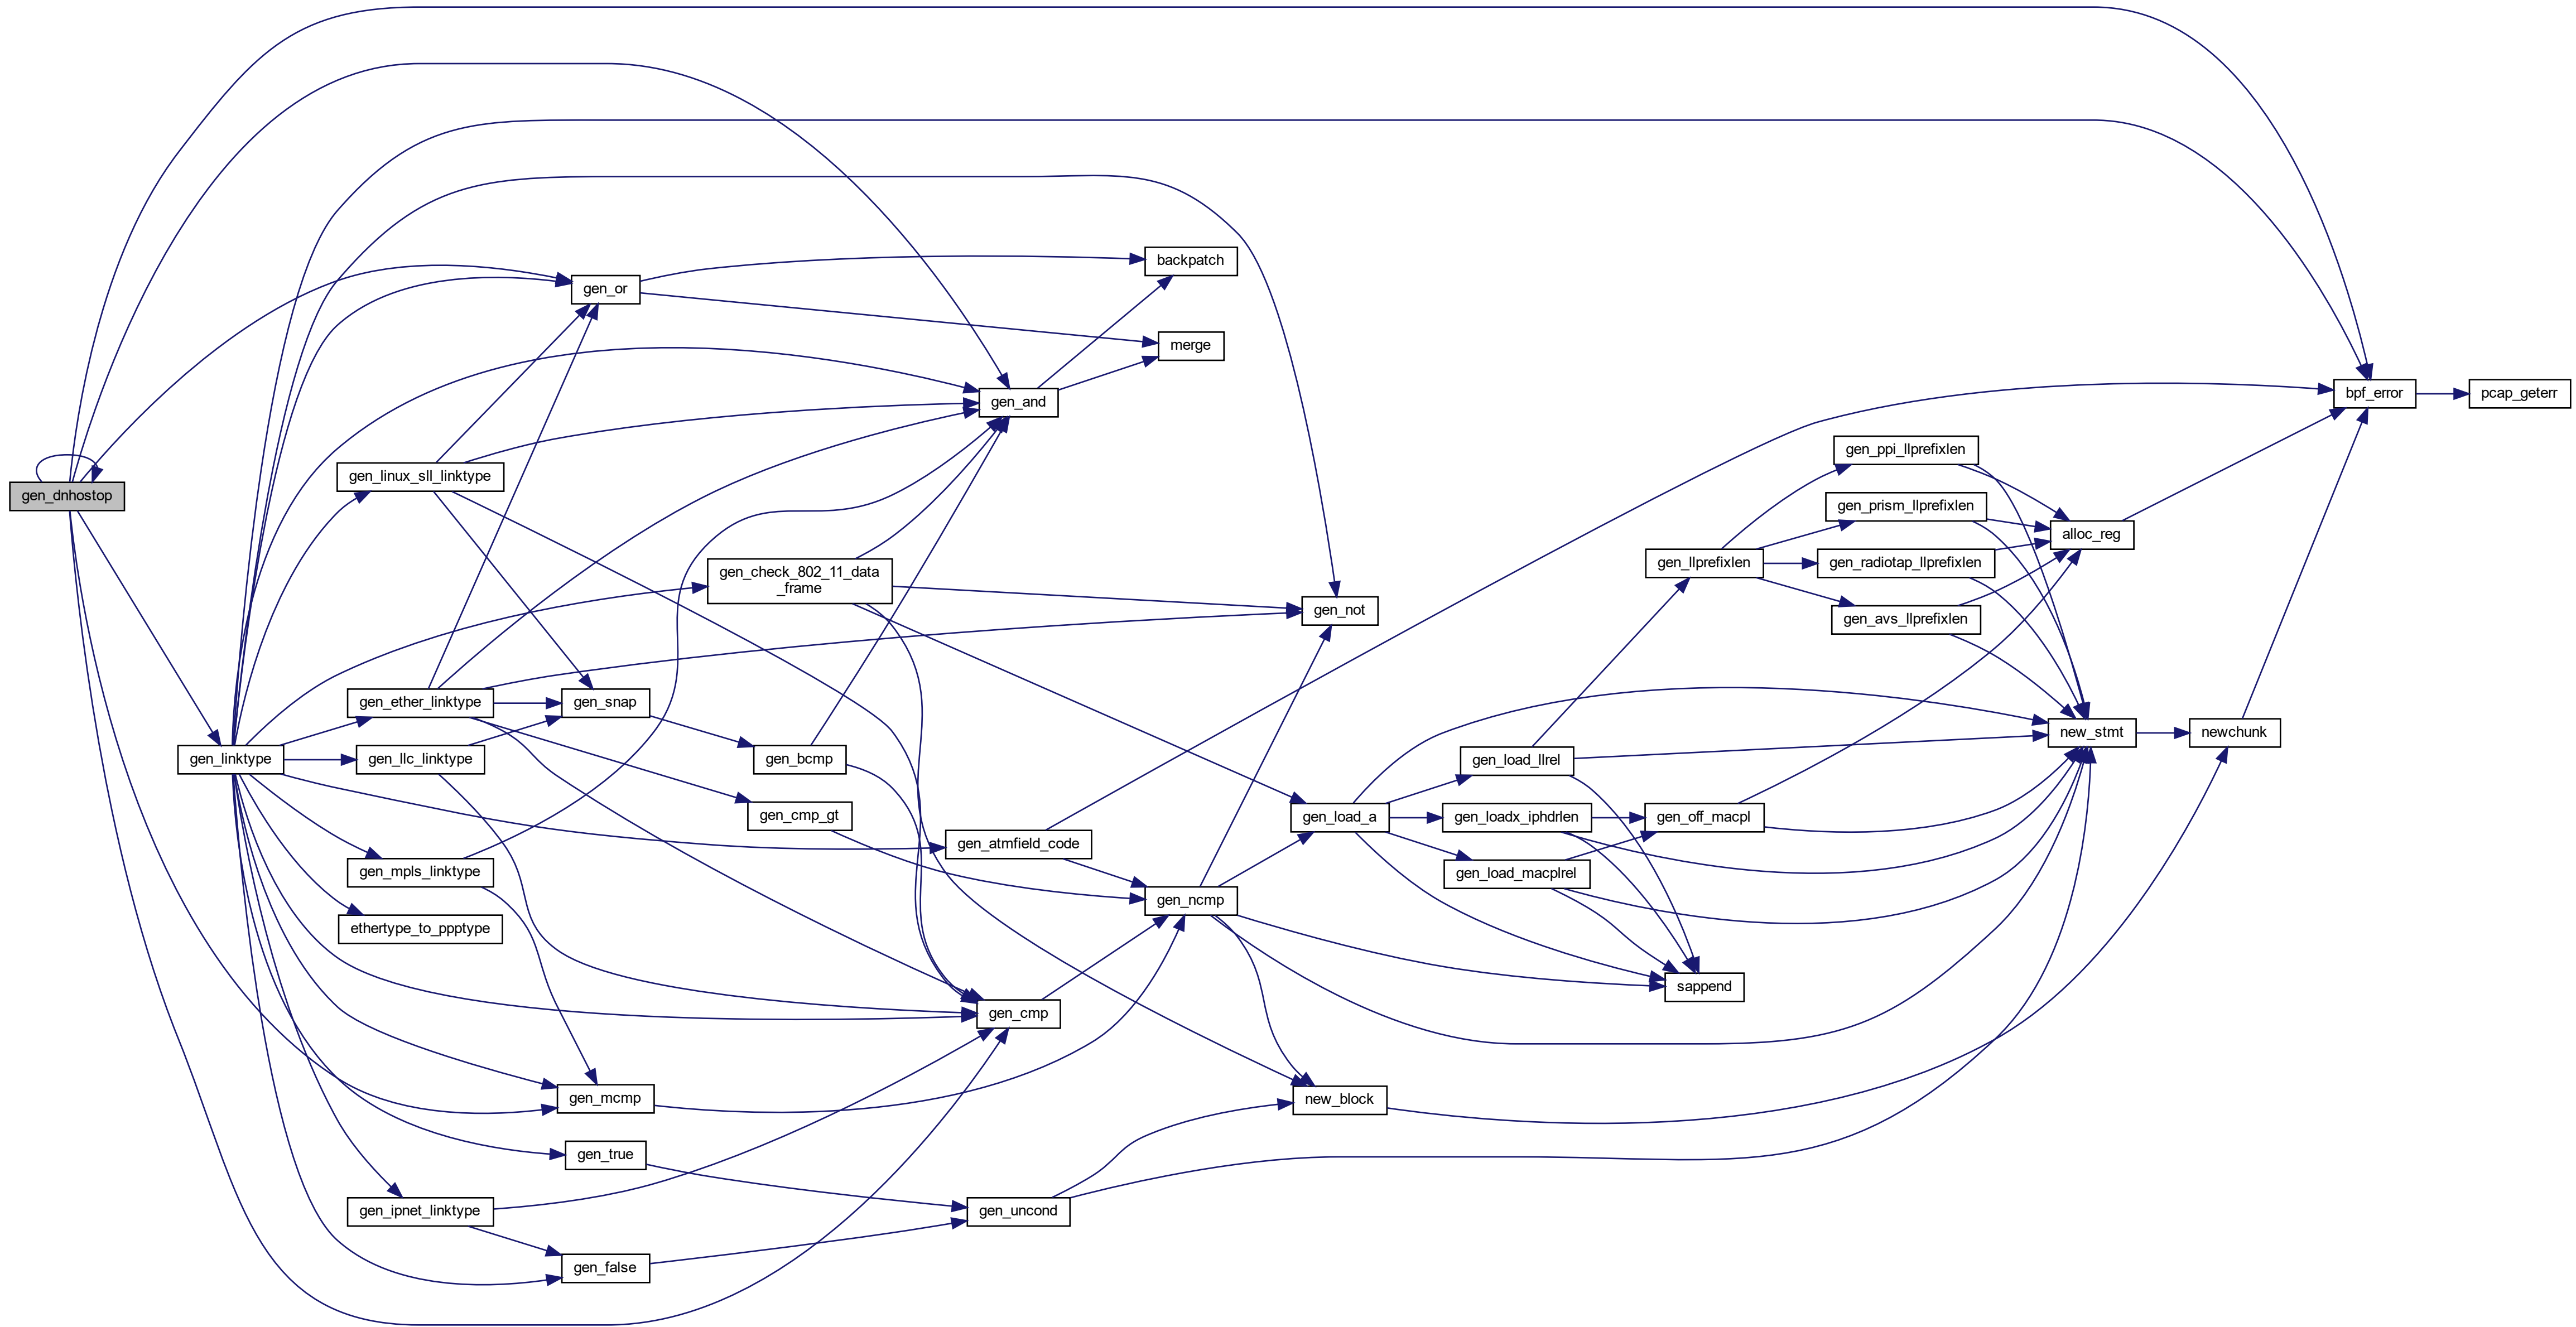 backpatch
gen_or
merge
bpf_error
pcap_geterr
gen_and
gen_ppi_llprefixlen
gen_linux_sll_linktype
gen_dnhostop
gen_prism_llprefixlen
alloc_reg
gen_check_802_11_data
_frame
gen_llprefixlen
gen_radiotap_llprefixlen
gen_not
gen_avs_llprefixlen
gen_ether_linktype
gen_snap
new_stmt
newchunk
gen_linktype
gen_llc_linktype
gen_bcmp
gen_load_llrel
gen_cmp_gt
gen_load_a
gen_loadx_iphdrlen
gen_off_macpl
gen_atmfield_code
gen_mpls_linktype
gen_load_macplrel
gen_ncmp
ethertype_to_ppptype
sappend
gen_cmp
gen_mcmp
new_block
gen_true
gen_ipnet_linktype
gen_uncond
gen_false